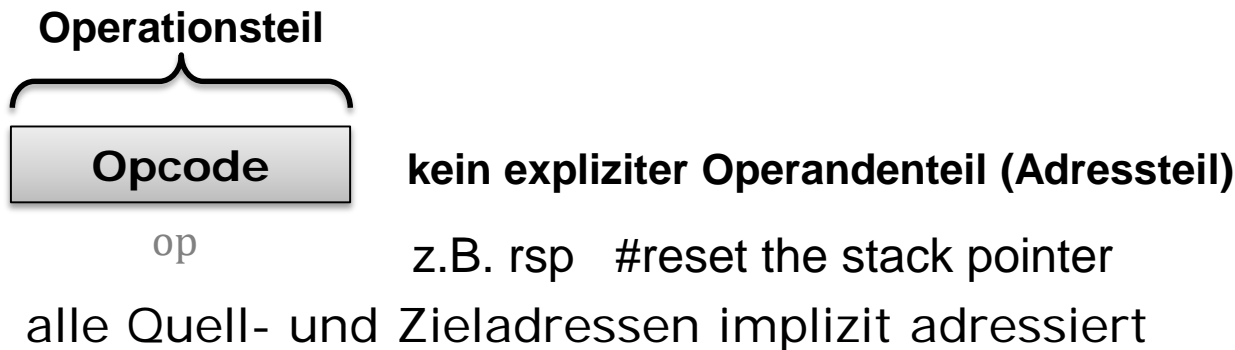 Operationsteil
Opcode
kein expliziter Operandenteil (Adressteil)
op
z.B. rsp #reset the stack pointer
alle Quell- und Zieladressen implizit adressiert